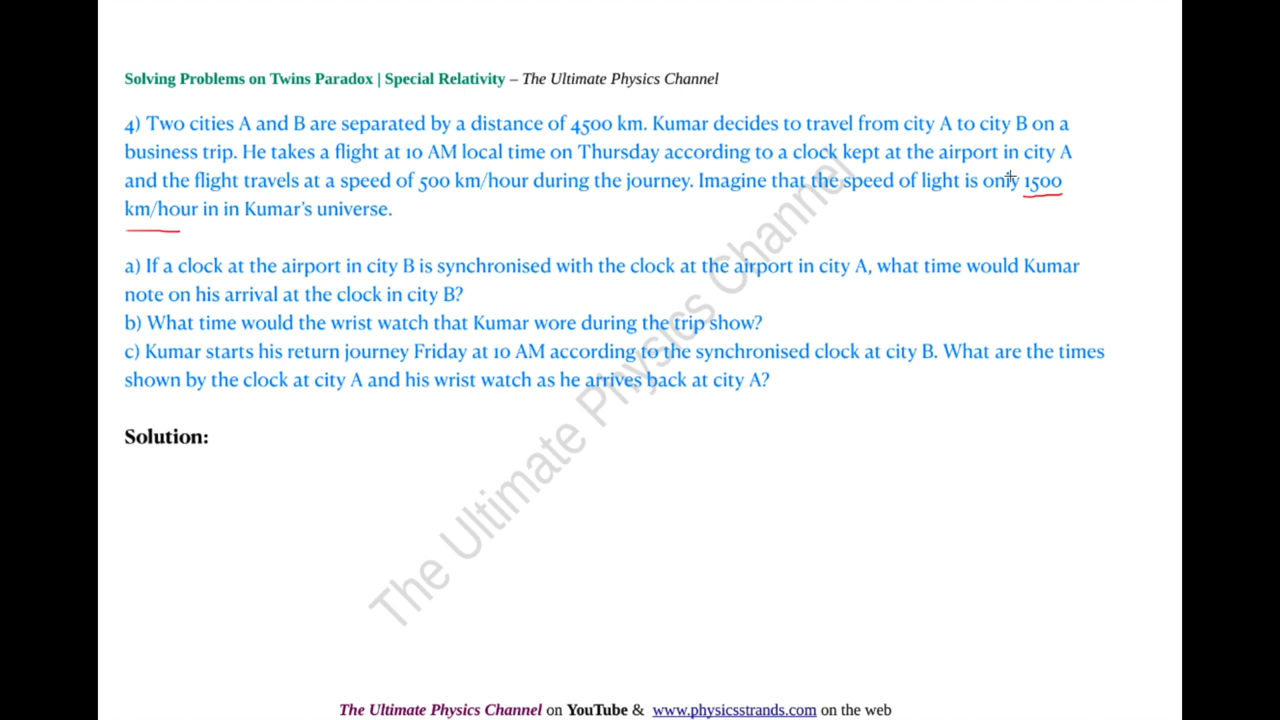 Solving Problems on Twins Paradox | Special Relativity – The Ultimate Physics Channel
4) Two cities A and B are separated by a distance of 4500 km. Kumar decides to travel from city A to city B on a
business trip. He takes a flight at 10 AM local time on Thursday according to a clock kept at the airport in city A
and the flight travels at a speed of 500 km/hour during the journey. Imagine that the speed of light is only 1500
km/hour in in Kumar's universe.
a) If a clock at the airport in city B is synchronised with the clock at the airport in city A, what time would Kumar
note on his arrival at the clock in city B?
b) What time would the wrist watch that Kumar wore during the trip show?
c) Kumar starts his return journey Friday at 10 AM according to the synchronised clock at city B. What are the times
shown by the clock at city A and his wrist watch as he arrives back at city A?
Solution:
The Ultimate Physics Channel
The Ultimate Physics Channel on YouTube & www.physicsstrands.com on the web